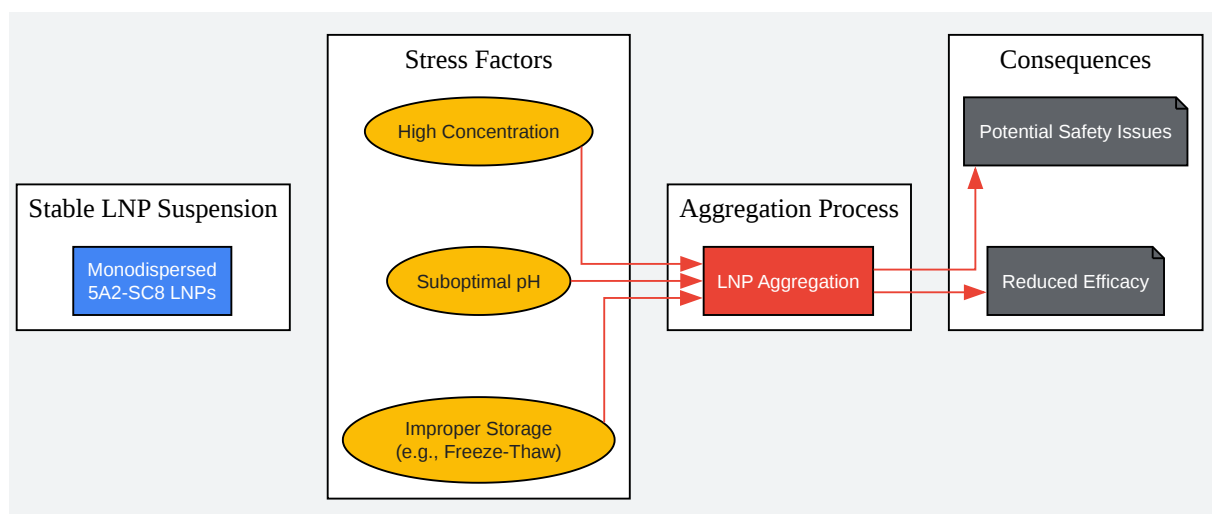 Stable LNP Suspension
Monodispersed
5A2-SC8 LNPs
Stress Factors
High Concentration
Suboptimal pH
Improper Storage
(e.g., Freeze-Thaw)
Aggregation Process
LNP Aggregation
Consequences
Potential Safety Issues
Reduced Efficacy